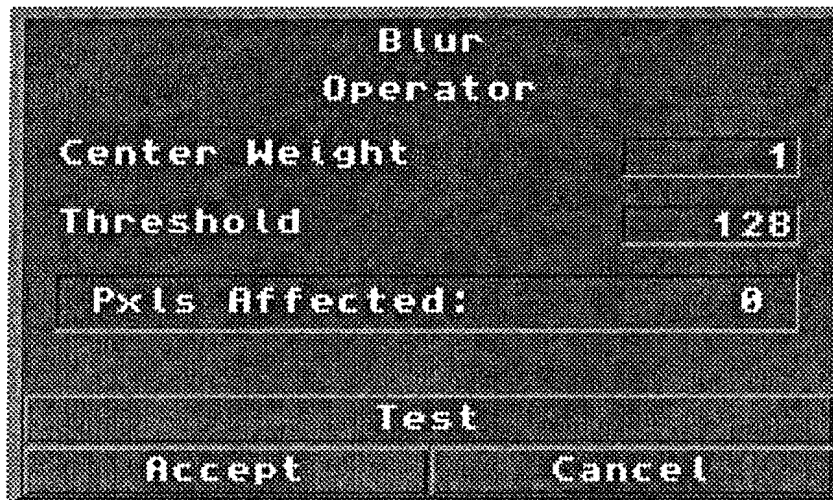 Blur
Operator
Center Weight 1
Threshold 128
Pxls Affected: 0
Test
Accept Cancel